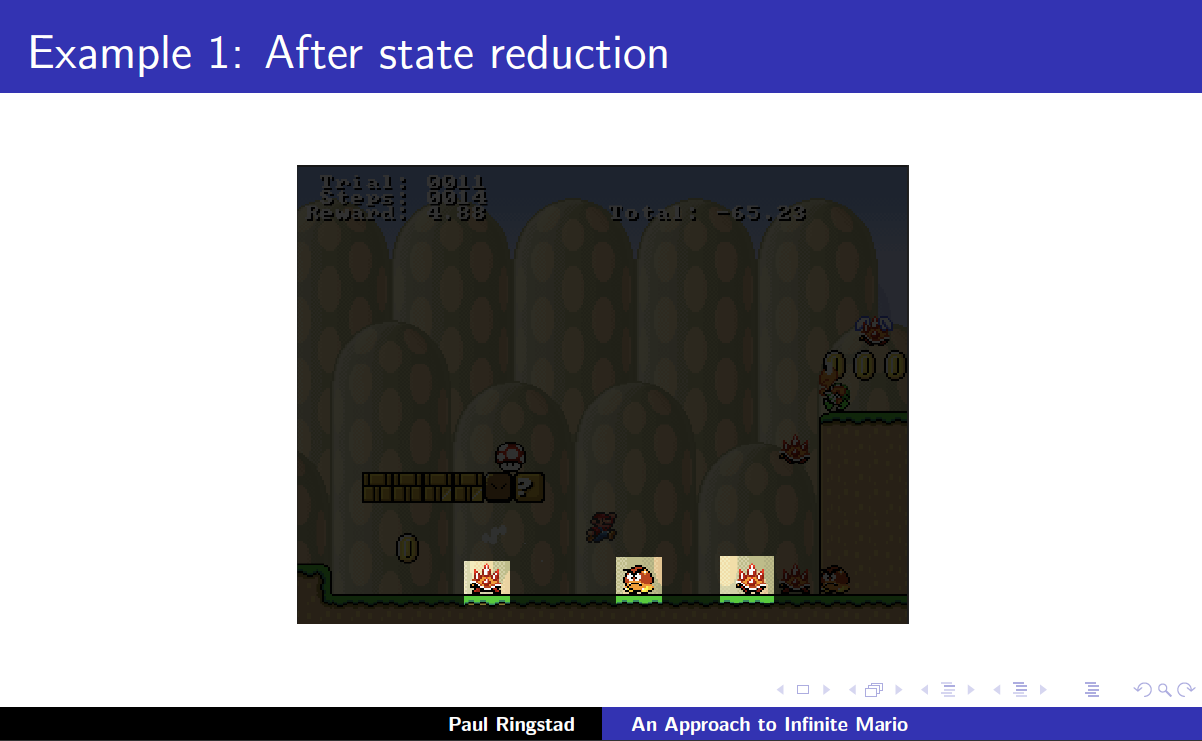 Example 1: After state reduction
Trial: 0011
Steps: 0014
Reward: 4.88 Total: -65.23
?
Paul Ringstad An Approach to Infinite Mario